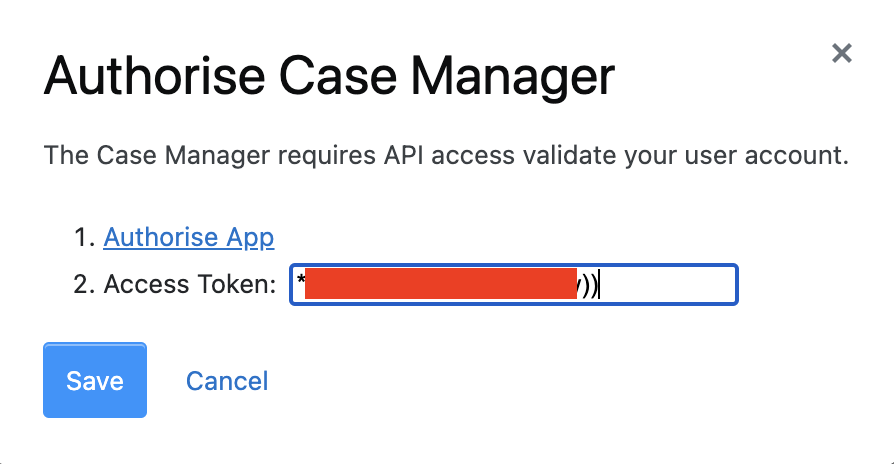 Authorise Case Manager
The Case Manager requires API access validate your user account.
1. Authorise App
2. Access Token: * ))
Save Cancel